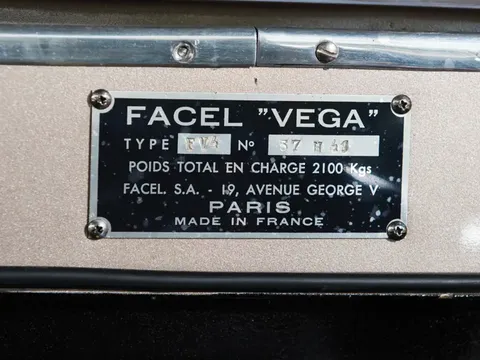 FACEL "VEGA"
TYPE FV4 Nº 57 H
POIDS TOTAL EN CHARGE 2100 Kgs
FACEL. S.A. - 19, AVENUE GEORGE V
PARIS
MADE IN FRANCE